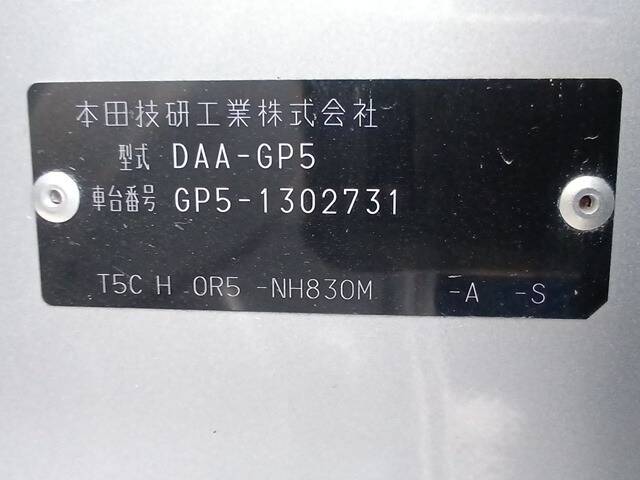 本田技研工業株式会社
型式 DAA-GP5
車台番号 GP5-1302731
T5C H 0R5 -NH830M -A -S